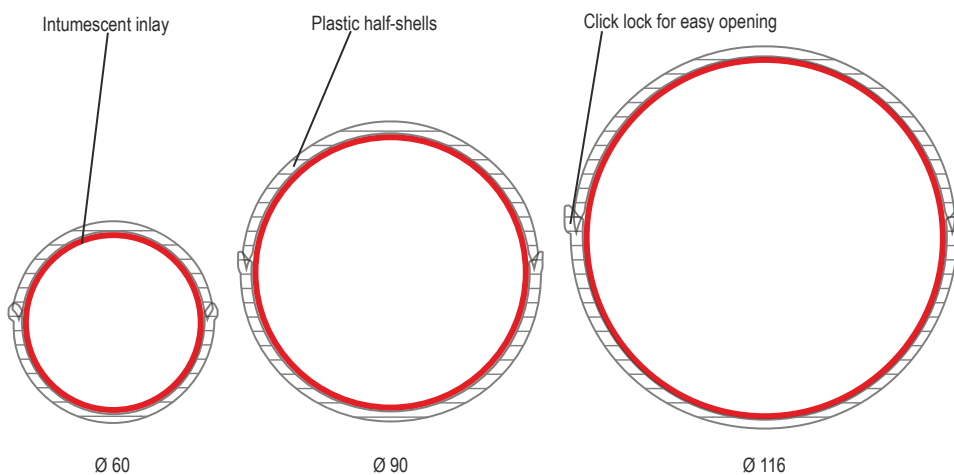 Intumescent inlay
Plastic half-shells
Click lock for easy opening
Ø 60
Ø 90
Ø 116